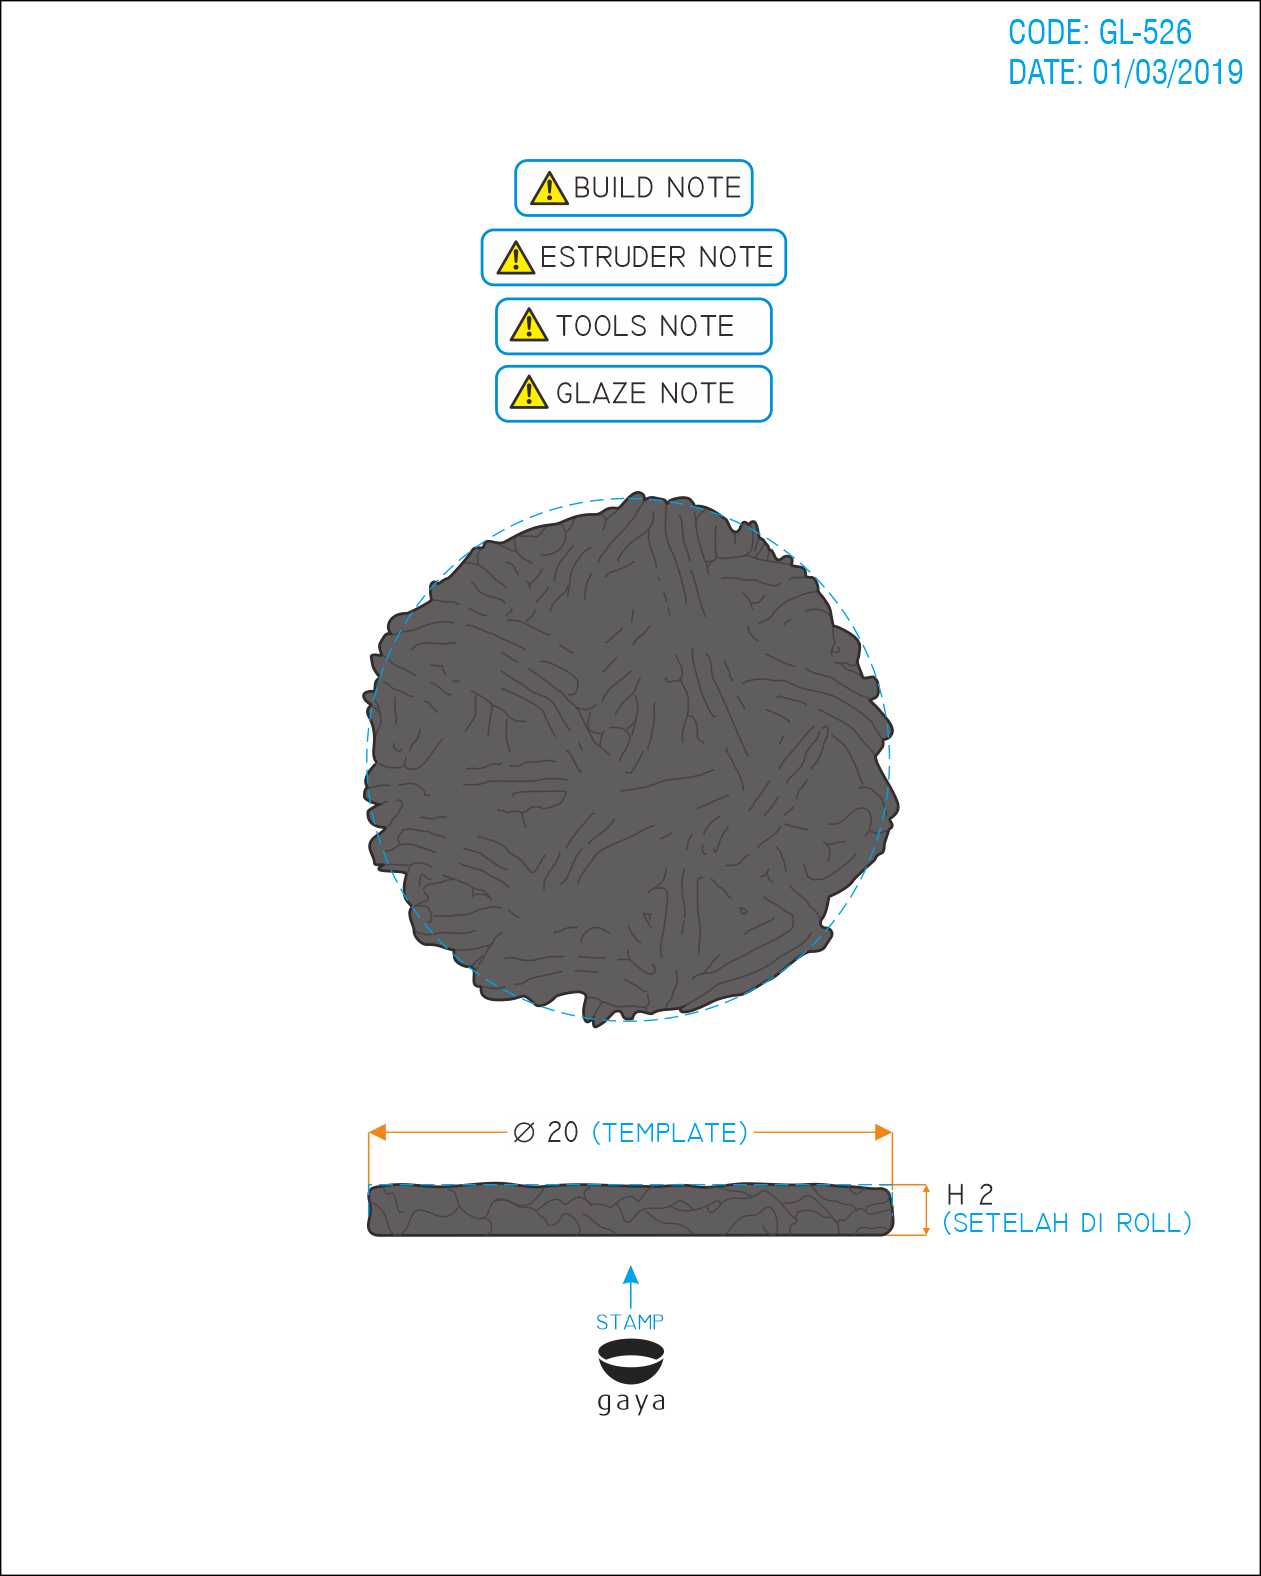 CODE: GL-526
DATE: 01/03/2019
BUILD NOTE
ESTRUDER NOTE
TOOLS NOTE
GLAZE NOTE
Ø 20 (TEMPLATE)
H 2
(SETELAH DI ROLL)
STAMP
gaya